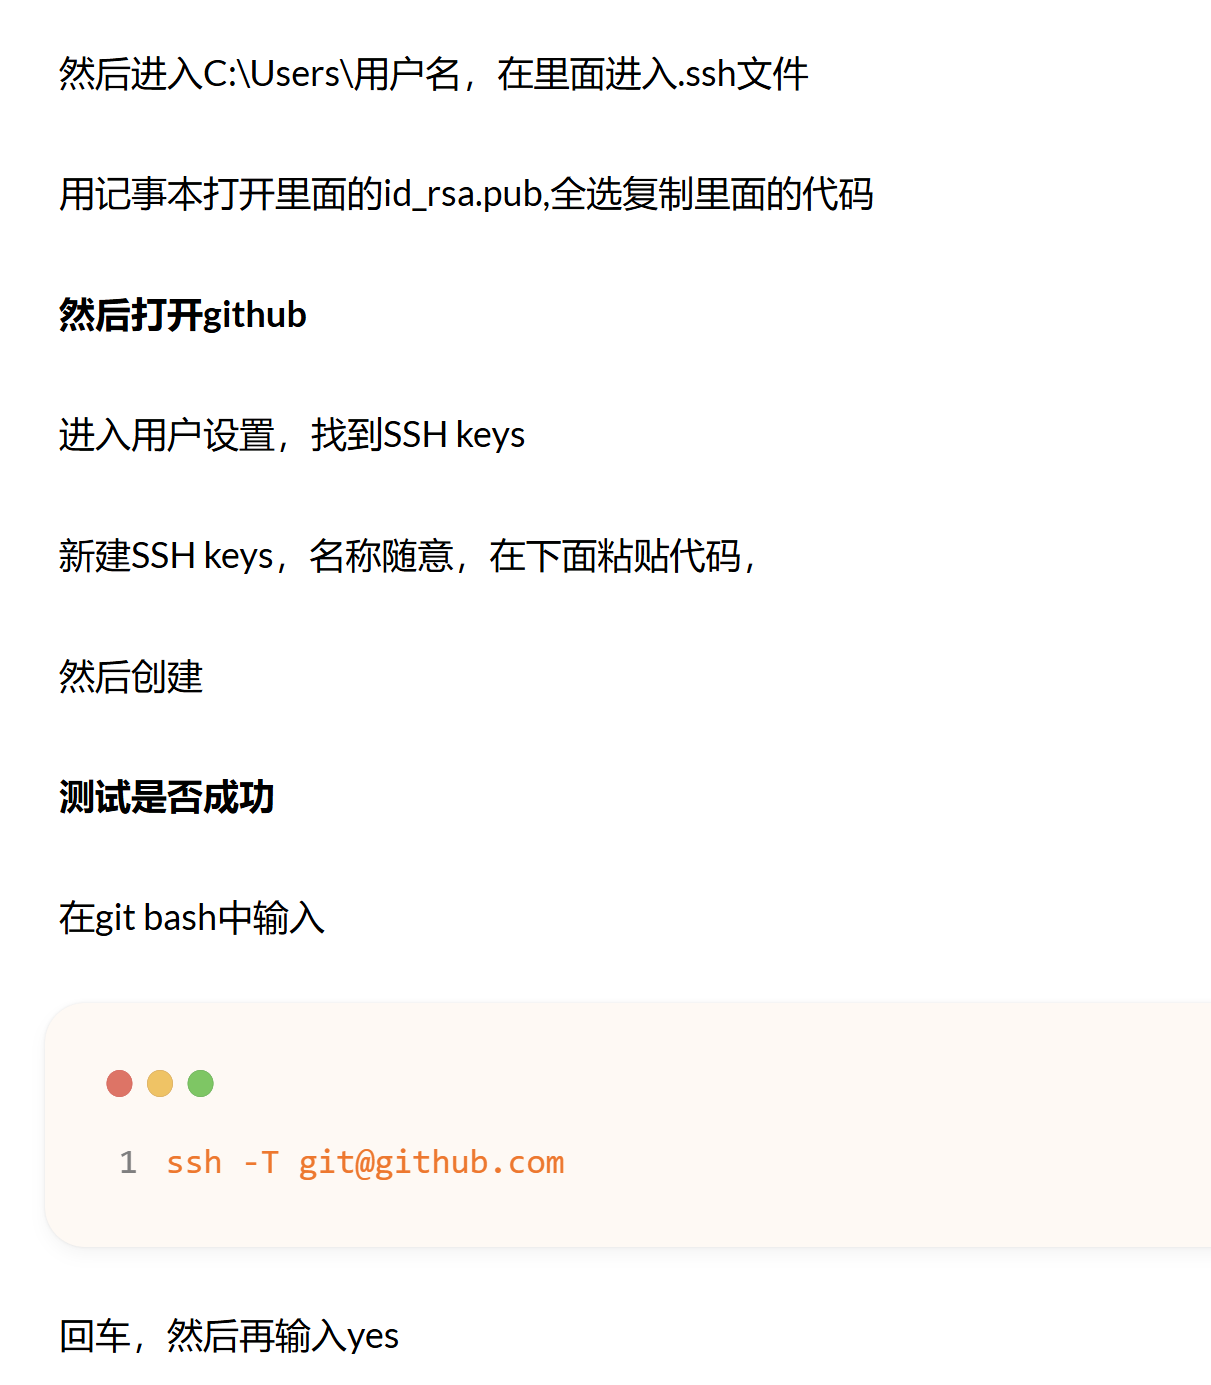 然后进入C:\Users\用户名，在里面进入.ssh文件
用记事本打开里面的id_rsa.pub,全选复制里面的代码
然后打开github
进入用户设置，找到SSH keys
新建SSH keys，名称随意，在下面粘贴代码，
然后创建
测试是否成功
在git bash中输入
1 ssh -T git@github.com
回车，然后再输入yes